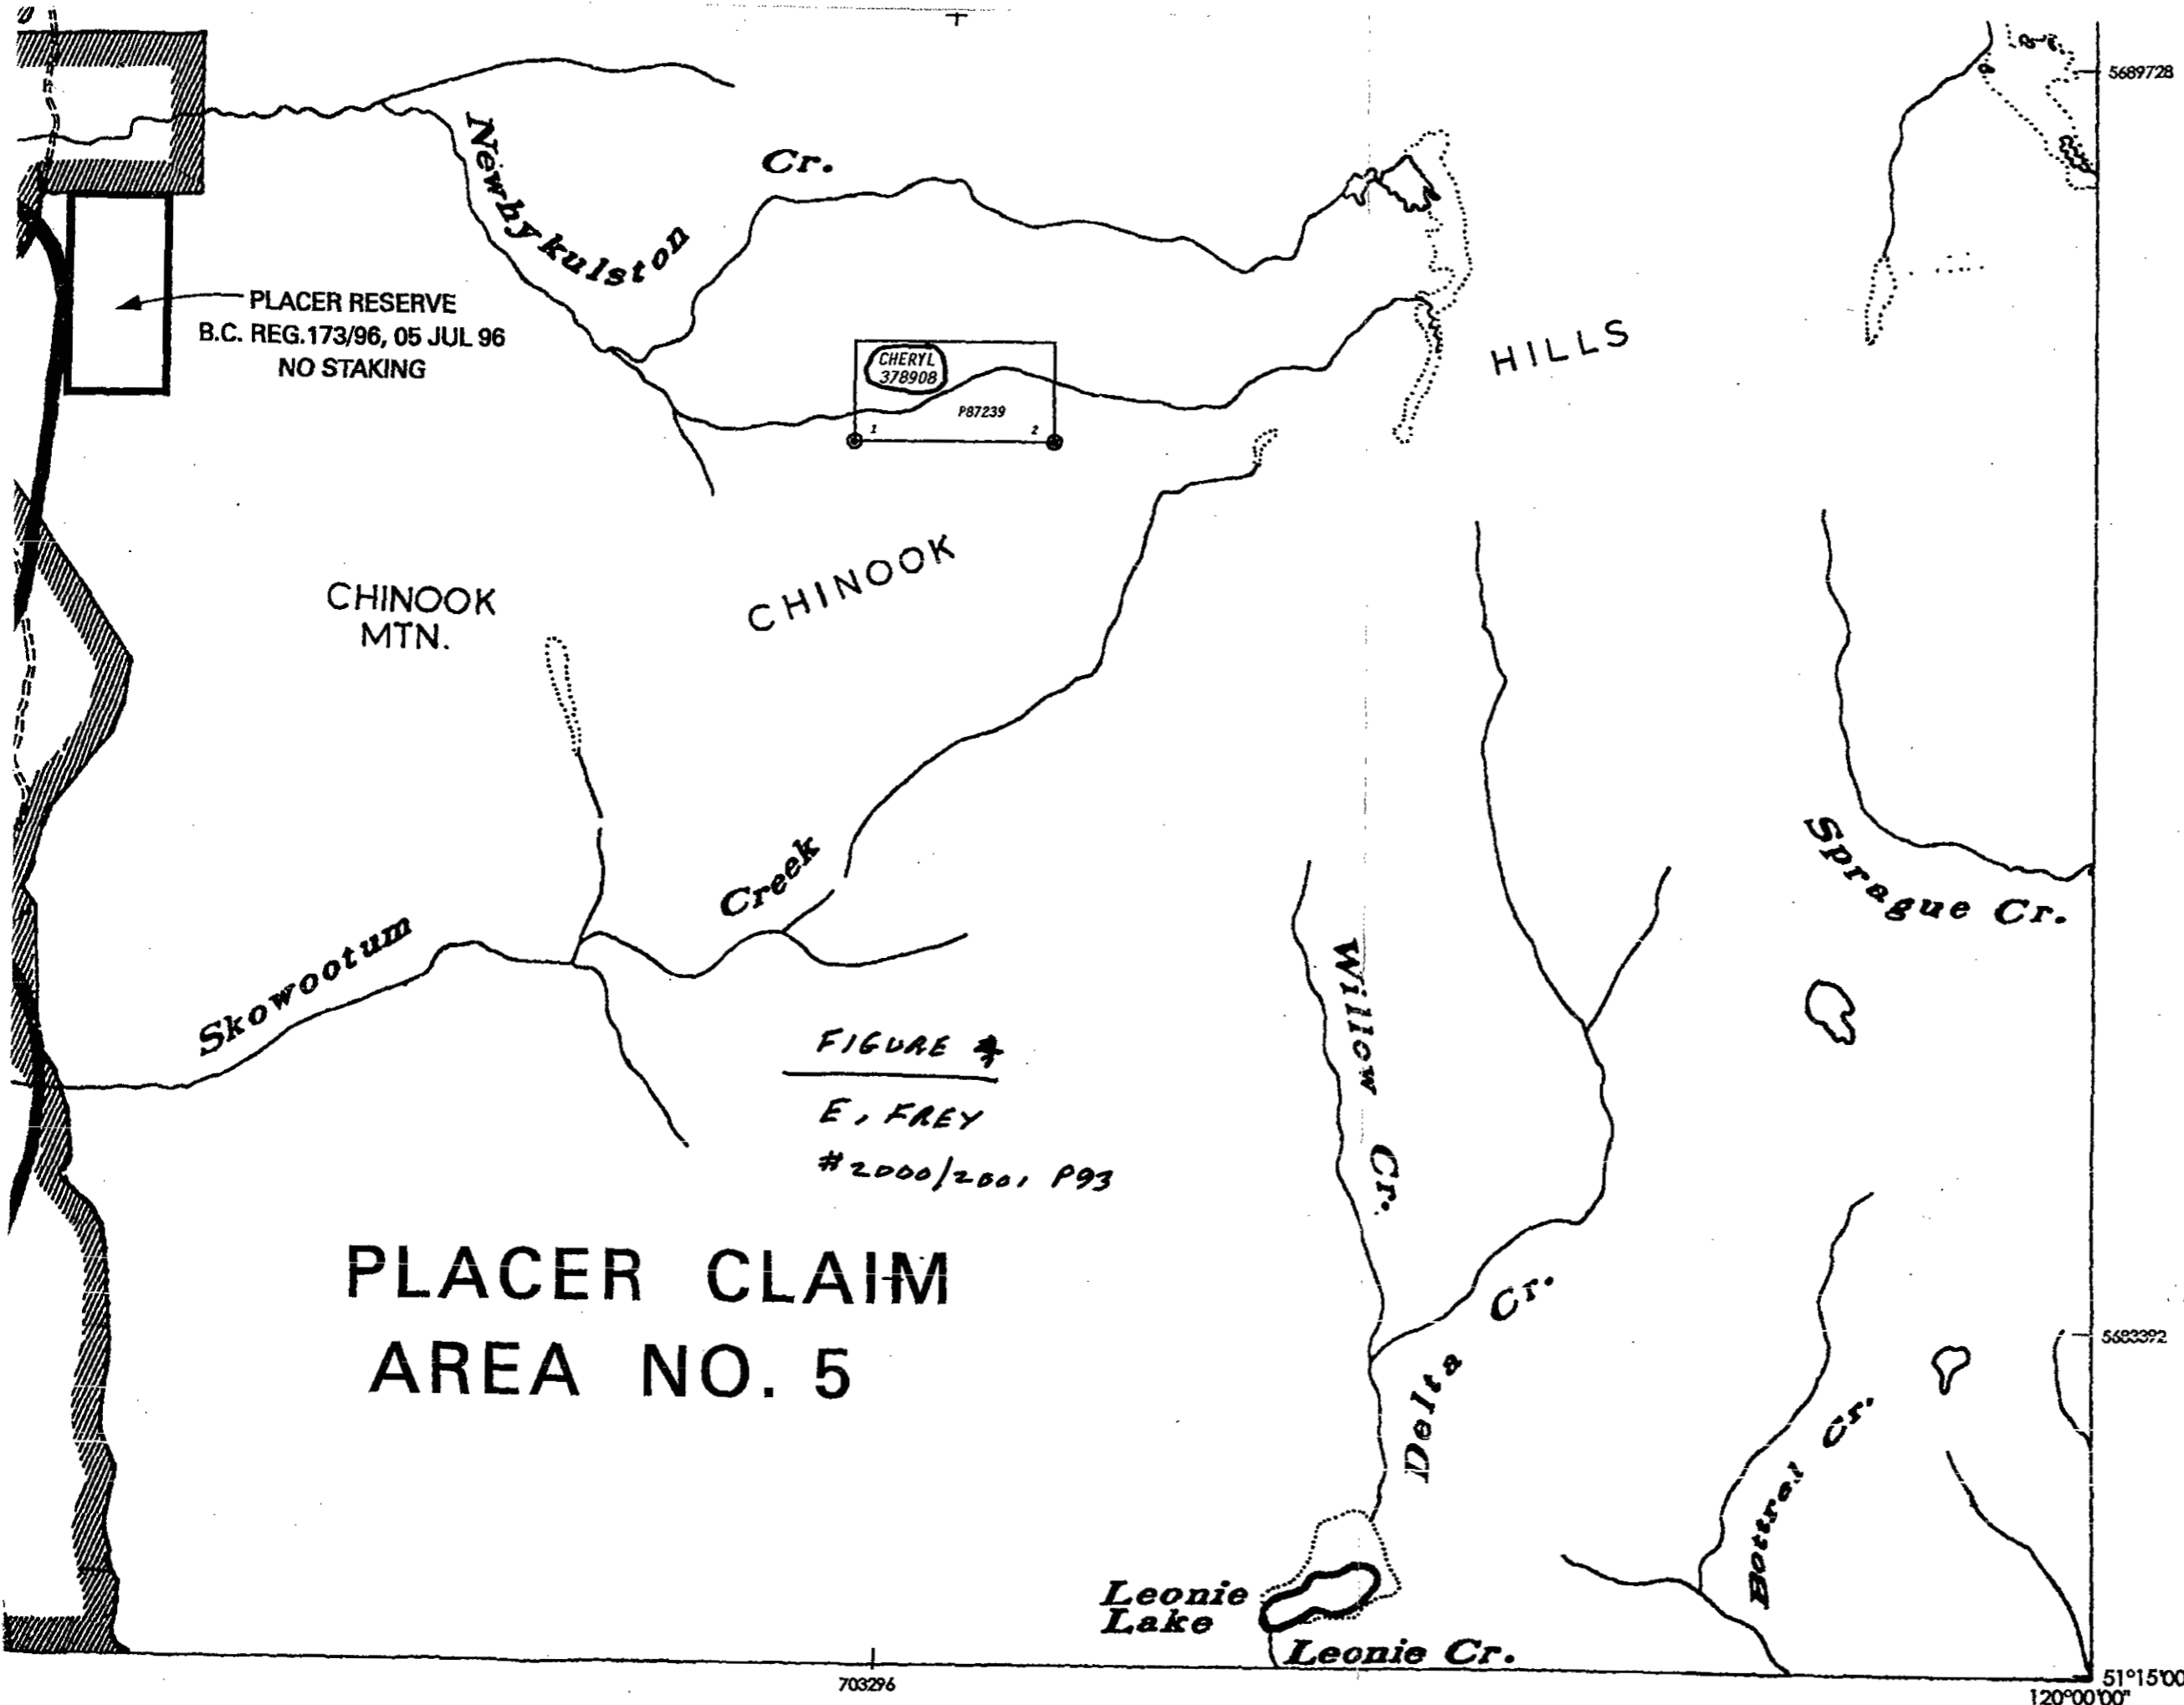 5689728
Cr.
Newhykulston
PLACER RESERVE
B.C. REG.173/96, 05 JUL 96
NO STAKING
HILLS
CHERYL
378908
P87239
1
2
CHINOOK
CHINOOK
MTN.
Creek
Sprague Cr.
Skowootum
Willow Cr.
FIGURE 4
E. FREY
#2000/2001 P93
PLACER CLAIM
AREA NO. 5
Cr.
5683392
Delta
Cr.
Bottrel
Leonie
Lake
Leonie Cr.
703296
51°15'00
120°00'00"